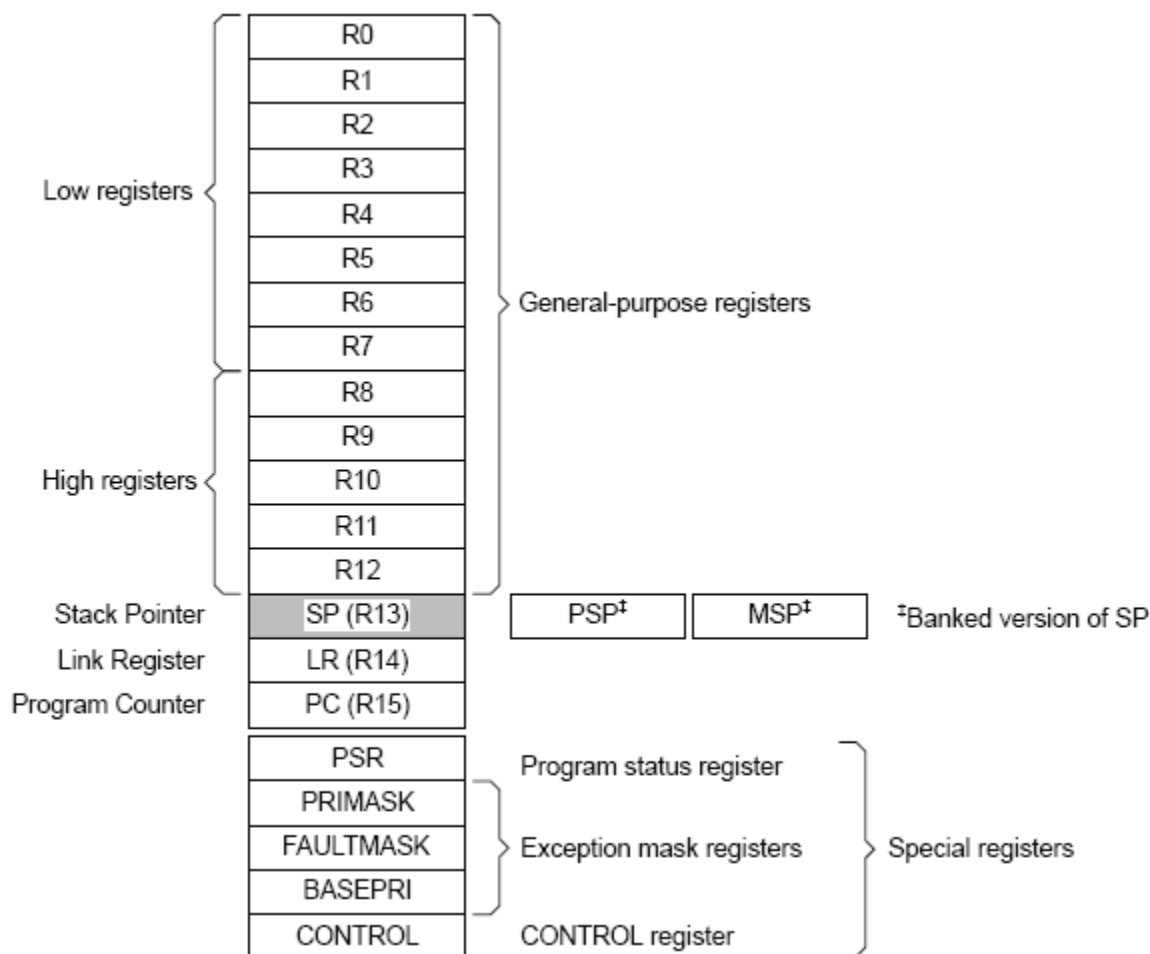 R0
R1
R2
R3
Low registers
R4
R5
R6
General-purpose registers
R7
R8
R9
High registers
R10
R11
R12
Stack Pointer SP (R13) PSP‡ MSP‡ ‡Banked version of SP
Link Register LR (R14)
Program Counter PC (R15)
PSR Program status register
PRIMASK
FAULTMASK Exception mask registers Special registers
BASEPRI
CONTROL CONTROL register